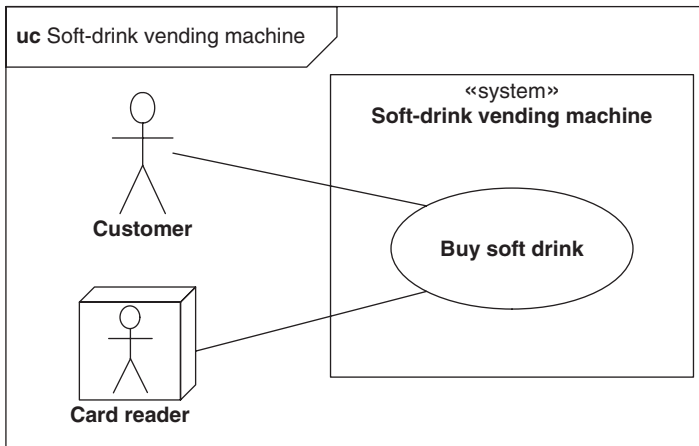 uc Soft-drink vending machine
«system»
Soft-drink vending machine
Customer
Buy soft drink
Card reader